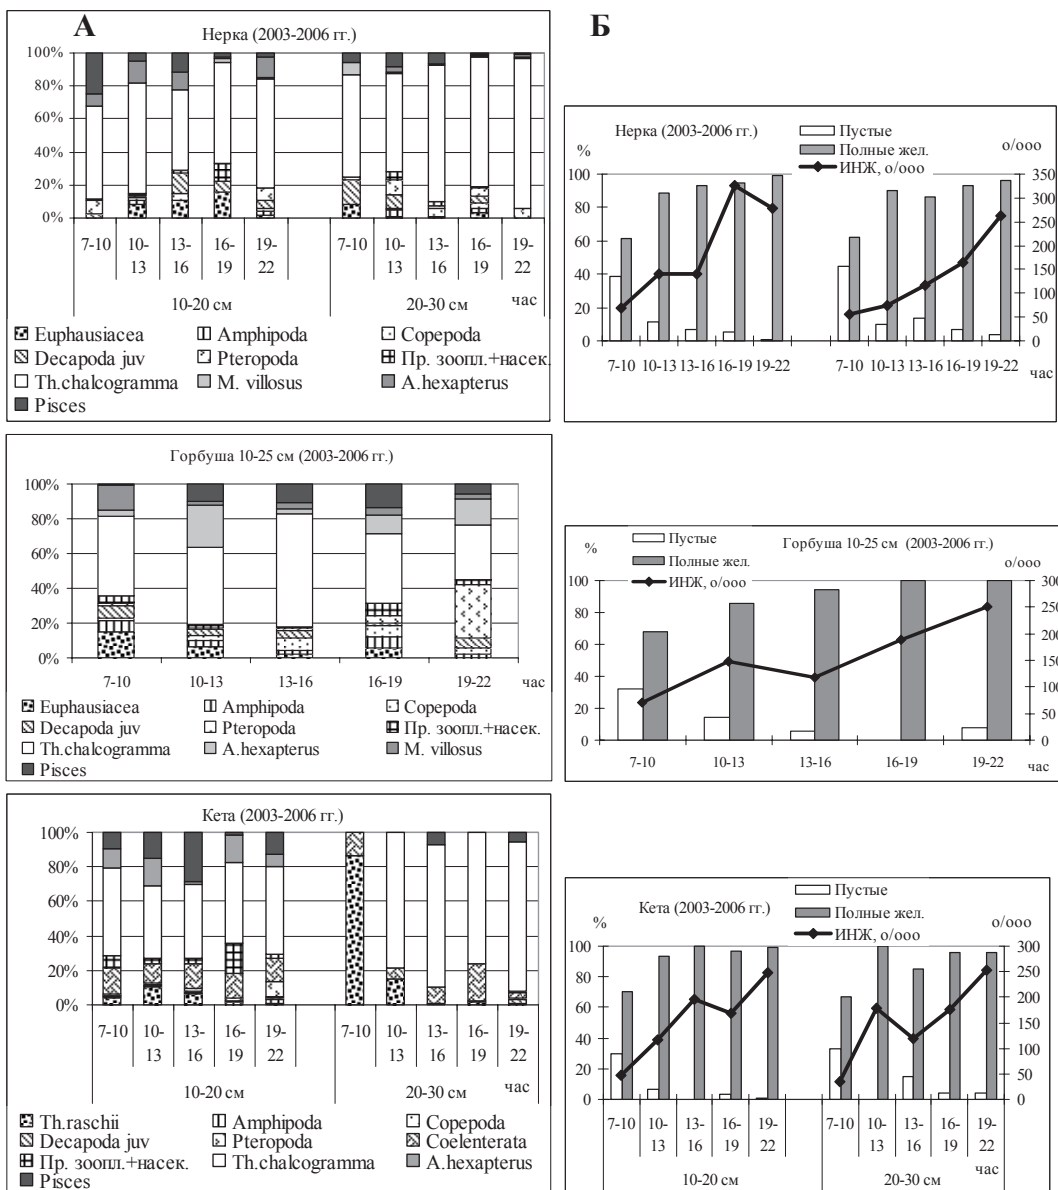 А
Нерка (2003-2006 гг.)
100%
80%
60%
40%
20%
0%
7-10 10-13 13-16 16-19 19-22 7-10 10-13 13-16 16-19 19-22
10-20 см 20-30 см час
Euphausiacea Amphipoda Copepoda
Decapoda juv Pteropoda Пр. зоопл.+насек.
Th.chalcogramma M. villosus A.hexapterus
Pisces
Горбуша 10-25 см (2003-2006 гг.)
100%
80%
60%
40%
20%
0%
7-10 10-13 13-16 16-19 19-22 час
Euphausiacea Amphipoda Copepoda
Decapoda juv Pteropoda Пр. зоопл.+насек.
Th.chalcogramma A.hexapterus M. villosus
Pisces
Кета (2003-2006 гг.)
100%
80%
60%
40%
20%
0%
7-10 10-13 13-16 16-19 19-22 7-10 10-13 13-16 16-19 19-22
10-20 см 20-30 см час
Th.raschii Amphipoda Copepoda
Decapoda juv Pteropoda Coelenterata
Пр. зоопл.+насек. Th.chalcogramma A.hexapterus
Pisces
Б
Нерка (2003-2006 гг.)
Пустые
Полные жел.
ИНЖ, о/ооо
% о/ооо
100 350
80 300
60 250
40 200
20 150
0 100
50
0
7-10 10-13 13-16 16-19 19-22 7-10 10-13 13-16 16-19 19-22
час
Пустые
Горбуша 10-25 см (2003-2006 гг.)
Полные жел.
ИНЖ, о/ооо
% о/ооо
100 300
80 250
60 200
40 150
20 100
0 50
0
7-10 10-13 13-16 16-19 19-22 час
Пустые
Кета (2003-2006 гг.)
Полные жел.
ИНЖ, о/ооо
% о/ооо
100 300
80 250
60 200
40 150
20 100
0 50
0
7-10 10-13 13-16 16-19 19-22 7-10 10-13 13-16 16-19 19-22
час
10-20 см 20-30 см